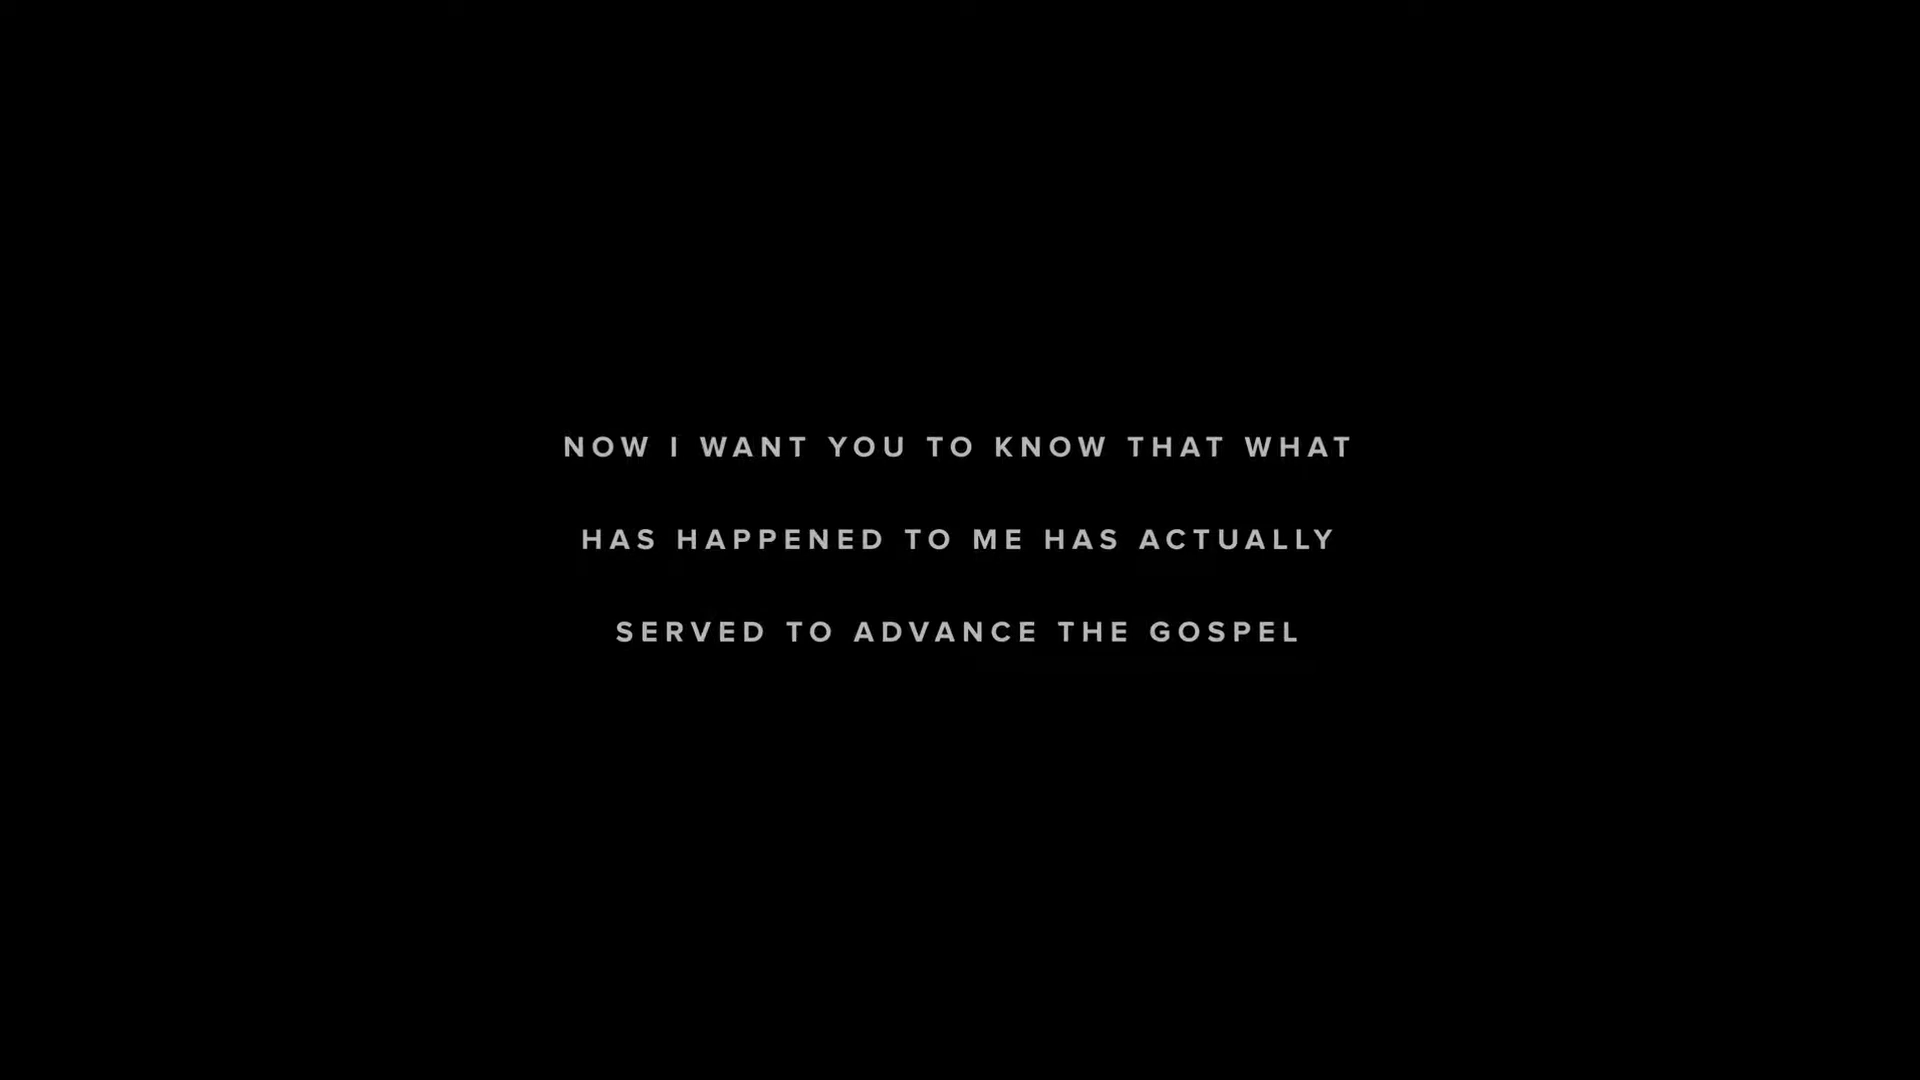 NOW I WANT YOU TO KNOW THAT WHAT
HAS HAPPENED TO ME HAS ACTUALLY
SERVED TO ADVANCE THE GOSPEL